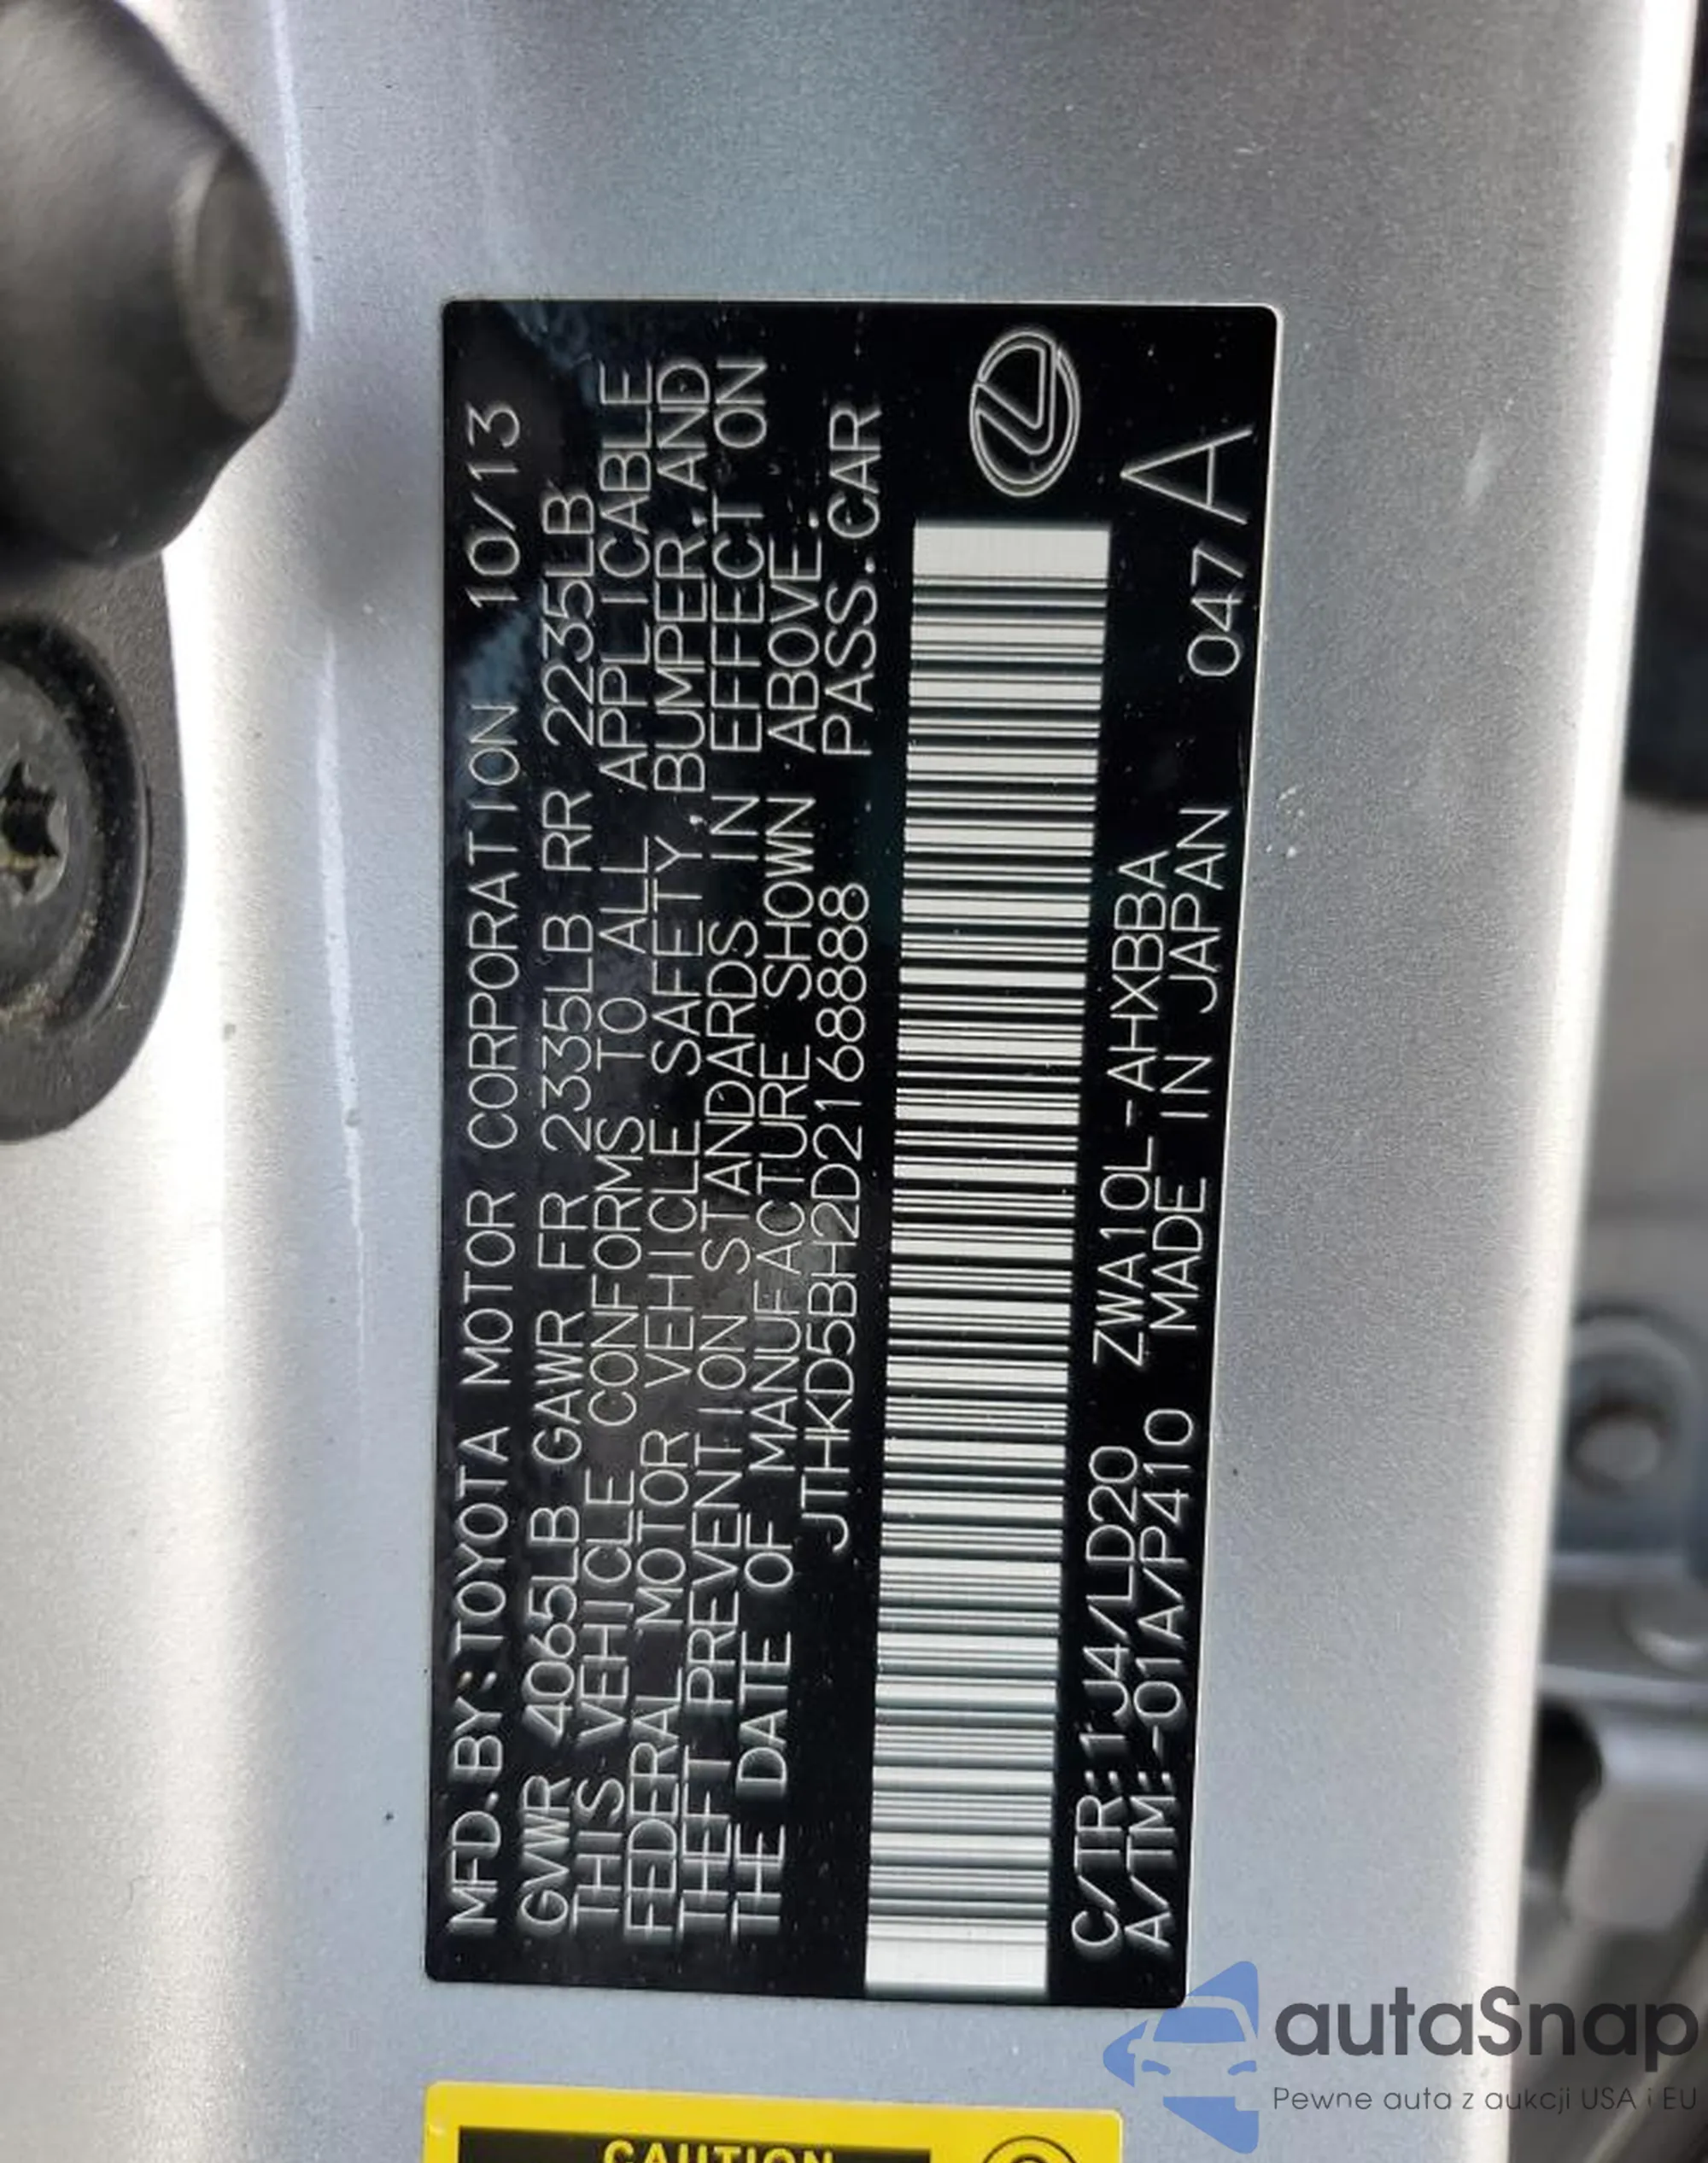 MFD.BY:TOYOTA MOTOR CORPORATION 10/13
GVWR 4065LB GAWR FR 2335LB RR 2235LB
THIS VEHICLE CONFORMS TO ALL APPLICABLE
FEDERAL MOTOR VEHICLE SAFETY,BUMPER,AND
THEFT PREVENTION STANDARDS IN EFFECT ON
THE DATE OF MANUFACTURE SHOWN ABOVE.
JTHKD5BH2D2168888 PASS.CAR
C/TR:1J4/LD20 ZWA10L-AHXBBA
A/TM:-01A/P410 MADE IN JAPAN 047 A
CAUTION
autaSnap
Pewne auta z aukcji USA i EU